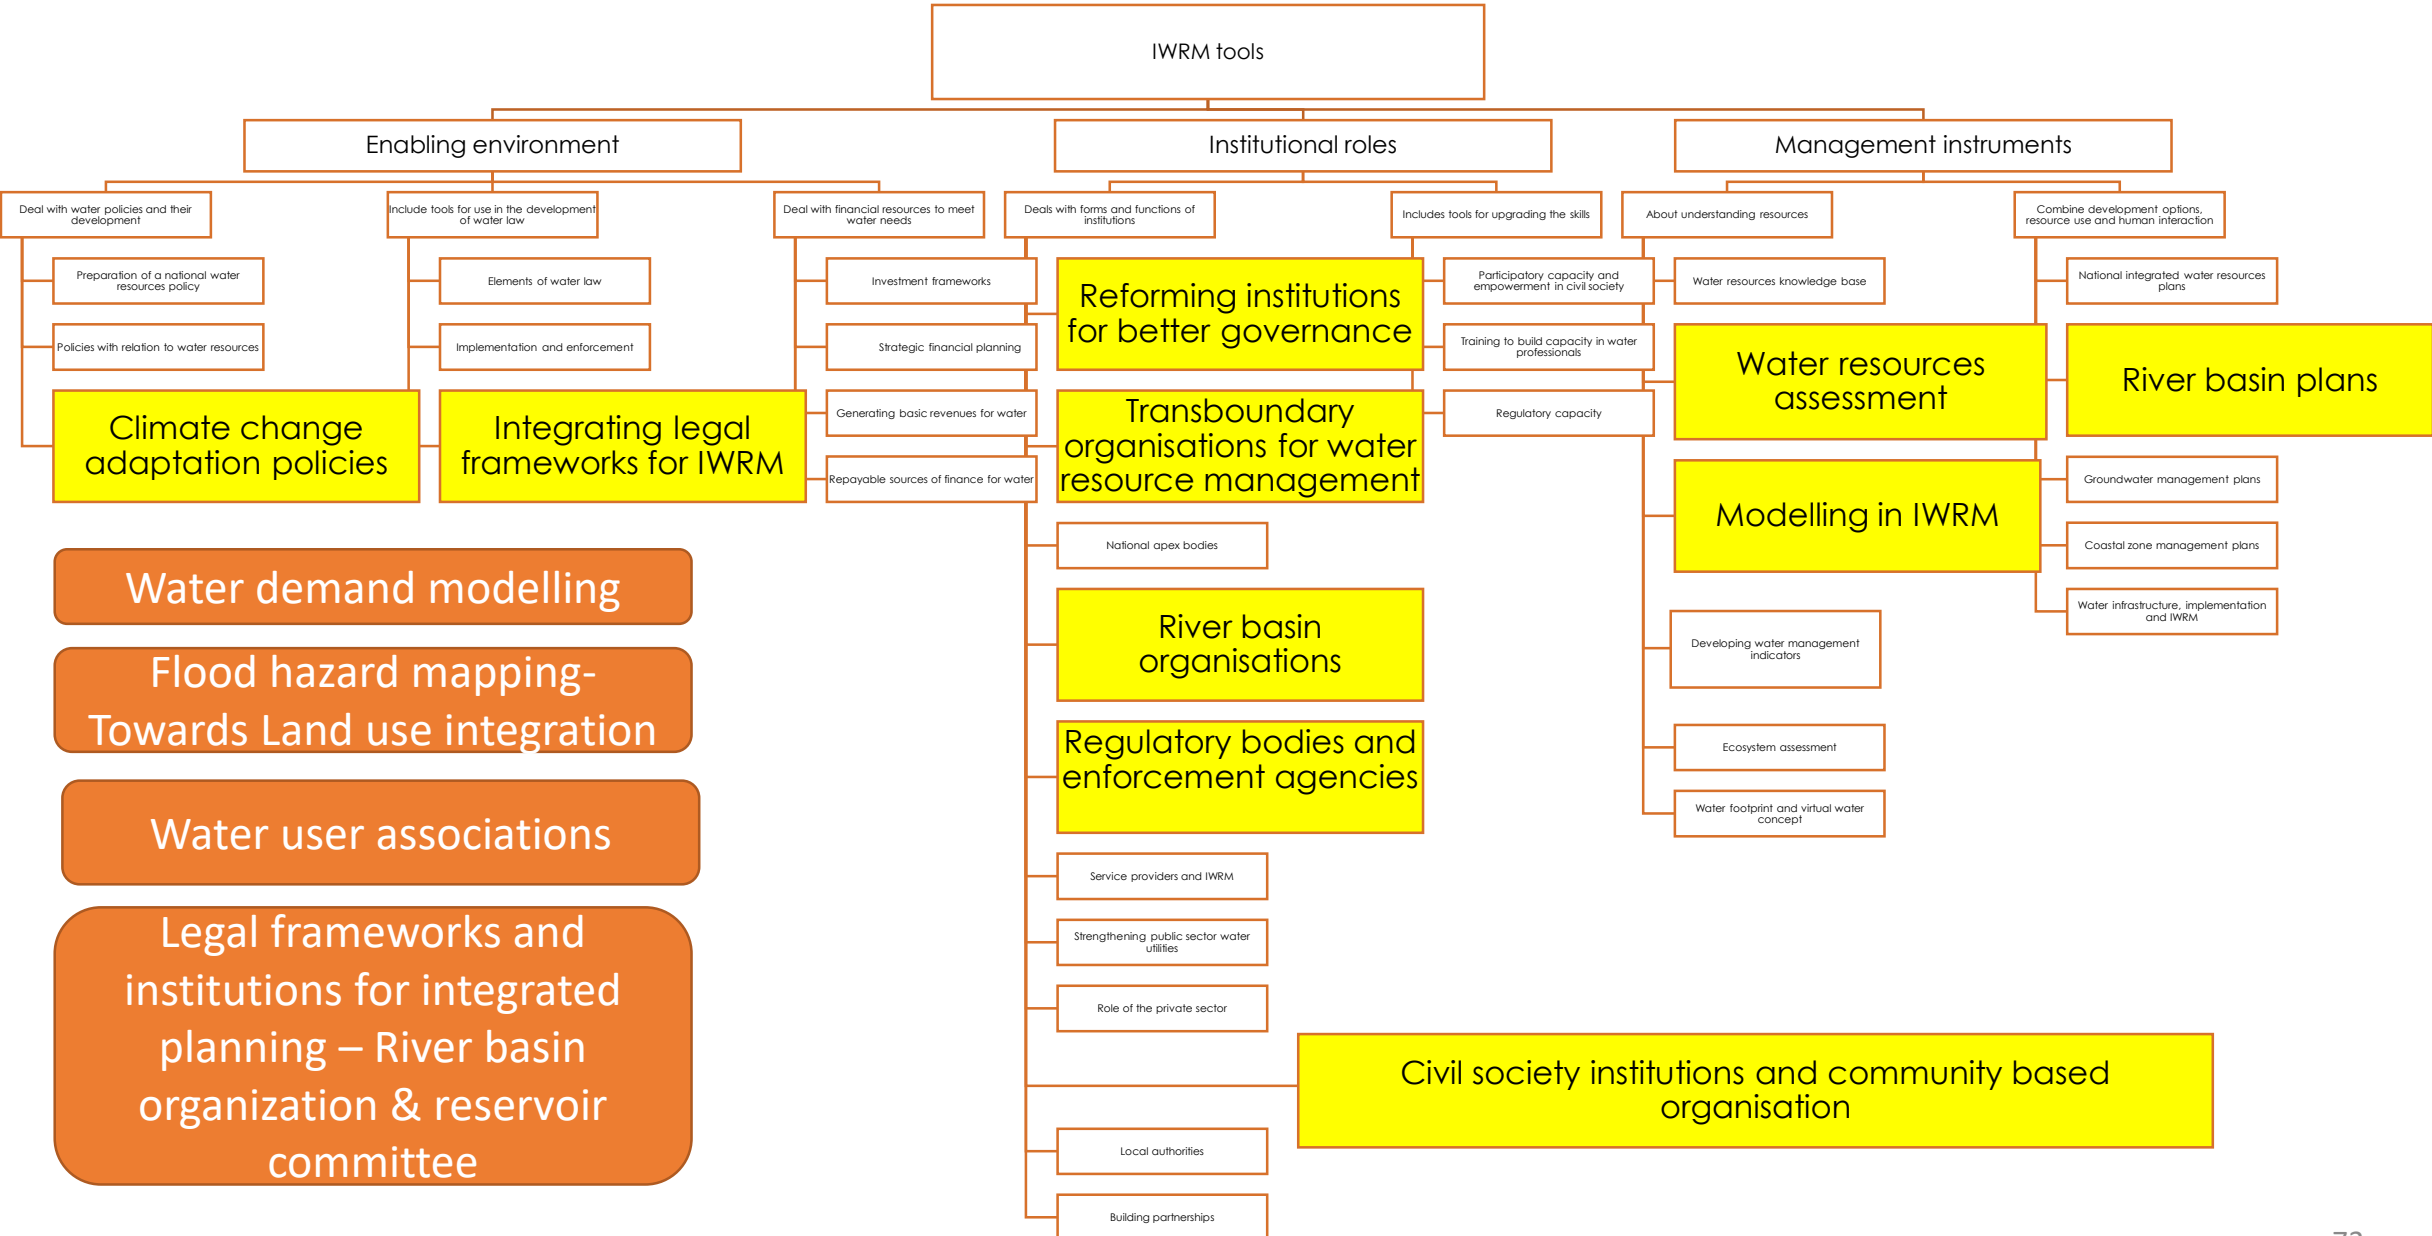 IWRM tools
Enabling environment
Institutional roles
Management instruments
Deal with water policies and their
development
Include tools for use in the development
of water law
Deal with financial resources to meet
water needs
Deals with forms and functions of
institutions
Includes tools for upgrading the skills
About understanding resources
Combine development options,
resource use and human interaction
Preparation of a national water
resources policy
Policies with relation to water resources
Climate change
adaptation policies
Elements of water law
Implementation and enforcement
Integrating legal
frameworks for IWRM
Investment frameworks
Strategic financial planning
Generating basic revenues for water
Repayable sources of finance for water
Reforming institutions
for better governance
Transboundary
organisations for water
resource management
National apex bodies
River basin
organisations
Regulatory bodies and
enforcement agencies
Service providers and IWRM
Strengthening public sector water
utilities
Role of the private sector
Civil society institutions and community based
organisation
Local authorities
Building partnerships
Participatory capacity and
empowerment in civil society
Training to build capacity in water
professionals
Regulatory capacity
Water resources knowledge base
Water resources
assessment
Modelling in IWRM
Developing water management
indicators
Ecosystem assessment
Water footprint and virtual water
concept
National integrated water resources
plans
River basin plans
Groundwater management plans
Coastal zone management plans
Water infrastructure, implementation
and IWRM
Water demand modelling
Flood hazard mapping-
Towards Land use integration
Water user associations
Legal frameworks and
institutions for integrated
planning – River basin
organization & reservoir
committee